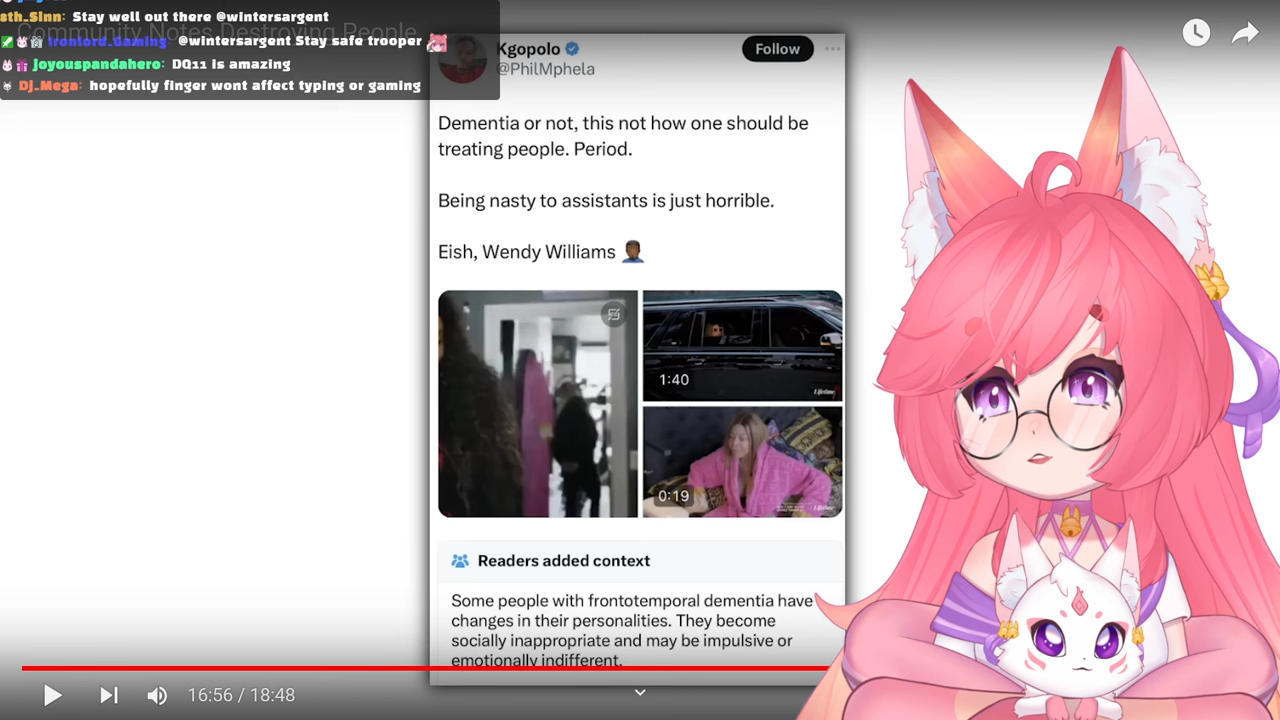 sth_Sinn: Stay well out there @wintersargent
Community Notes Destroying People
Ironlord_Gaming: @wintersargent Stay safe trooper
joyouspandahero: DQ11 is amazing
DJ_Mega: hopefully finger wont affect typing or gaming
Kgopolo
@PhilMphela
Follow
Dementia or not, this not how one should be
treating people. Period.
Being nasty to assistants is just horrible.
Eish, Wendy Williams
1:40
Lifetime
0:19
Lifetime
Readers added context
Some people with frontotemporal dementia have
changes in their personalities. They become
socially inappropriate and may be impulsive or
emotionally indifferent.
16:56 / 18:48